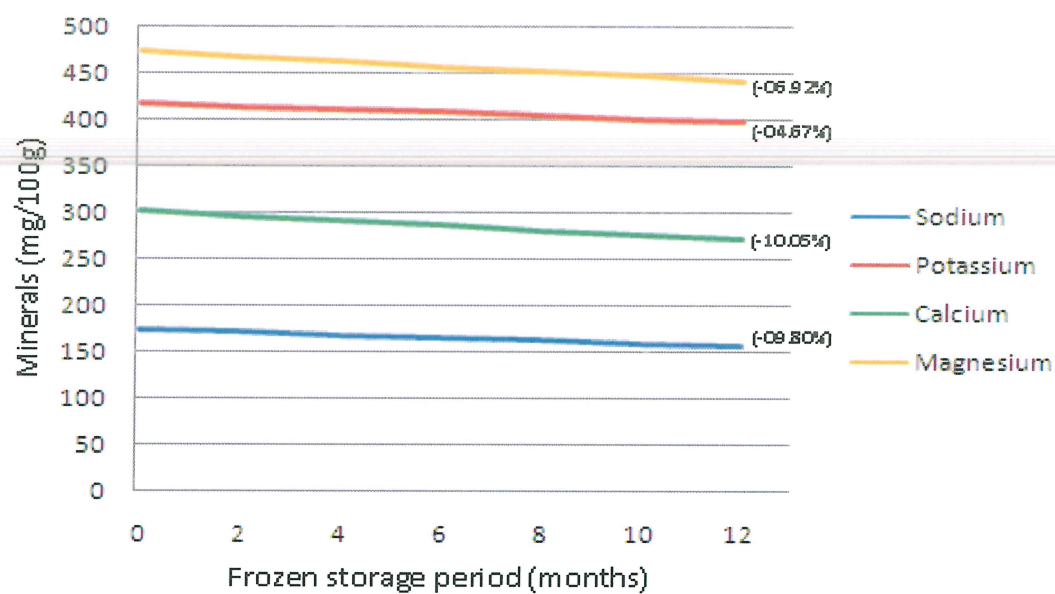 500
450
400
350
300
250
200
150
100
50
0
Minerals (mg/100g)
(-06.92%)
(-04.67%)
(-10.05%)
(-09.80%)
Sodium
Potassium
Calcium
Magnesium
0 2 4 6 8 10 12
Frozen storage period (months)